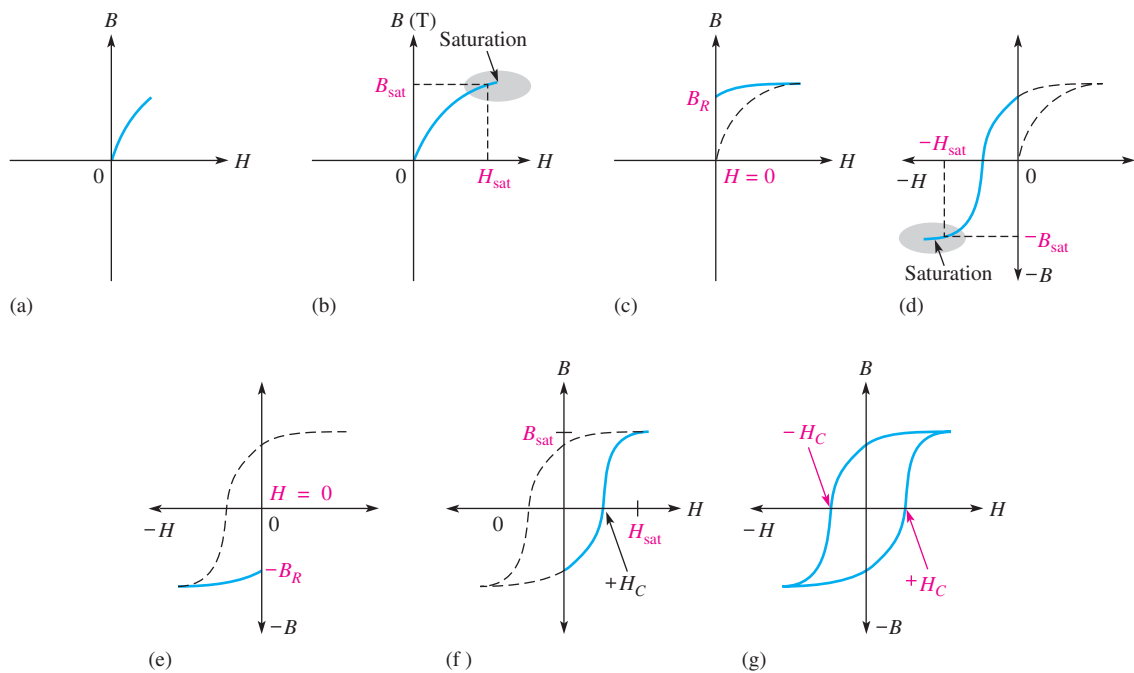 B
H
0
(a)
B (T)
Saturation
B_sat
0
H_sat
H
(b)
B
B_R
H = 0
H
(c)
B
−H_sat
−H
0
−B_sat
Saturation
−B
(d)
H = 0
−H
0
−B_R
−B
(e)
B
B_sat
0
H
H_sat
+H_C
(f )
B
−H_C
−H
H
+H_C
−B
(g)